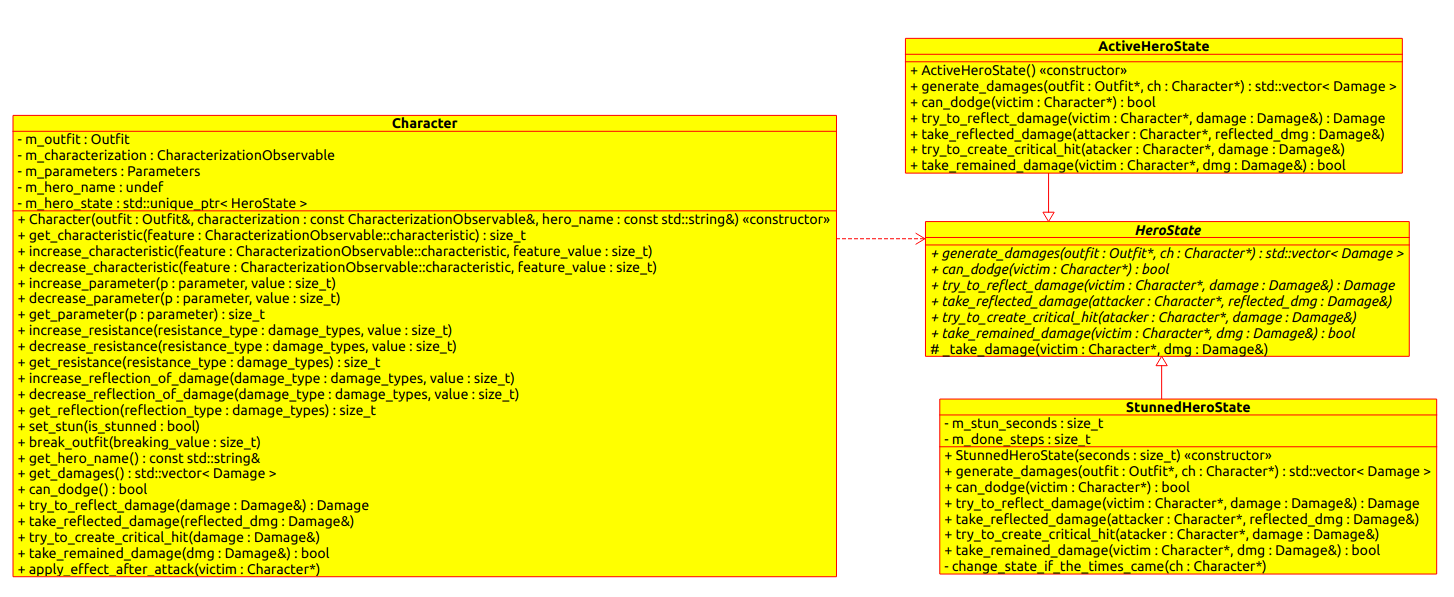 Character
- m_outfit : Outfit
- m_characterization : CharacterizationObservable
- m_parameters : Parameters
- m_hero_name : undef
- m_hero_state : std::unique_ptr< HeroState >
+ Character(outfit : Outfit&, characterization : const CharacterizationObservable&, hero_name : const std::string&) «constructor»
+ get_characteristic(feature : CharacterizationObservable::characteristic) : size_t
+ increase_characteristic(feature : CharacterizationObservable::characteristic, feature_value : size_t)
+ decrease_characteristic(feature : CharacterizationObservable::characteristic, feature_value : size_t)
+ increase_parameter(p : parameter, value : size_t)
+ decrease_parameter(p : parameter, value : size_t)
+ get_parameter(p : parameter) : size_t
+ increase_resistance(resistance_type : damage_types, value : size_t)
+ decrease_resistance(resistance_type : damage_types, value : size_t)
+ get_resistance(resistance_type : damage_types) : size_t
+ increase_reflection_of_damage(damage_type : damage_types, value : size_t)
+ decrease_reflection_of_damage(damage_type : damage_types, value : size_t)
+ get_reflection(reflection_type : damage_types) : size_t
+ set_stun(is_stunned : bool)
+ break_outfit(breaking_value : size_t)
+ get_hero_name() : const std::string&
+ get_damages() : std::vector< Damage >
+ can_dodge() : bool
+ try_to_reflect_damage(damage : Damage&) : Damage
+ take_reflected_damage(reflected_dmg : Damage&)
+ try_to_create_critical_hit(damage : Damage&)
+ take_remained_damage(dmg : Damage&) : bool
+ apply_effect_after_attack(victim : Character*)
ActiveHeroState
+ ActiveHeroState() «constructor»
+ generate_damages(outfit : Outfit*, ch : Character*) : std::vector< Damage >
+ can_dodge(victim : Character*) : bool
+ try_to_reflect_damage(victim : Character*, damage : Damage&) : Damage
+ take_reflected_damage(attacker : Character*, reflected_dmg : Damage&)
+ try_to_create_critical_hit(atacker : Character*, damage : Damage&)
+ take_remained_damage(victim : Character*, dmg : Damage&) : bool
HeroState
+ generate_damages(outfit : Outfit*, ch : Character*) : std::vector< Damage >
+ can_dodge(victim : Character*) : bool
+ try_to_reflect_damage(victim : Character*, damage : Damage&) : Damage
+ take_reflected_damage(attacker : Character*, reflected_dmg : Damage&)
+ try_to_create_critical_hit(atacker : Character*, damage : Damage&)
+ take_remained_damage(victim : Character*, dmg : Damage&) : bool
# _take_damage(victim : Character*, dmg : Damage&)
StunnedHeroState
- m_stun_seconds : size_t
- m_done_steps : size_t
+ StunnedHeroState(seconds : size_t) «constructor»
+ generate_damages(outfit : Outfit*, ch : Character*) : std::vector< Damage >
+ can_dodge(victim : Character*) : bool
+ try_to_reflect_damage(victim : Character*, damage : Damage&) : Damage
+ take_reflected_damage(attacker : Character*, reflected_dmg : Damage&)
+ try_to_create_critical_hit(atacker : Character*, damage : Damage&)
+ take_remained_damage(victim : Character*, dmg : Damage&) : bool
- change_state_if_the_times_came(ch : Character*)